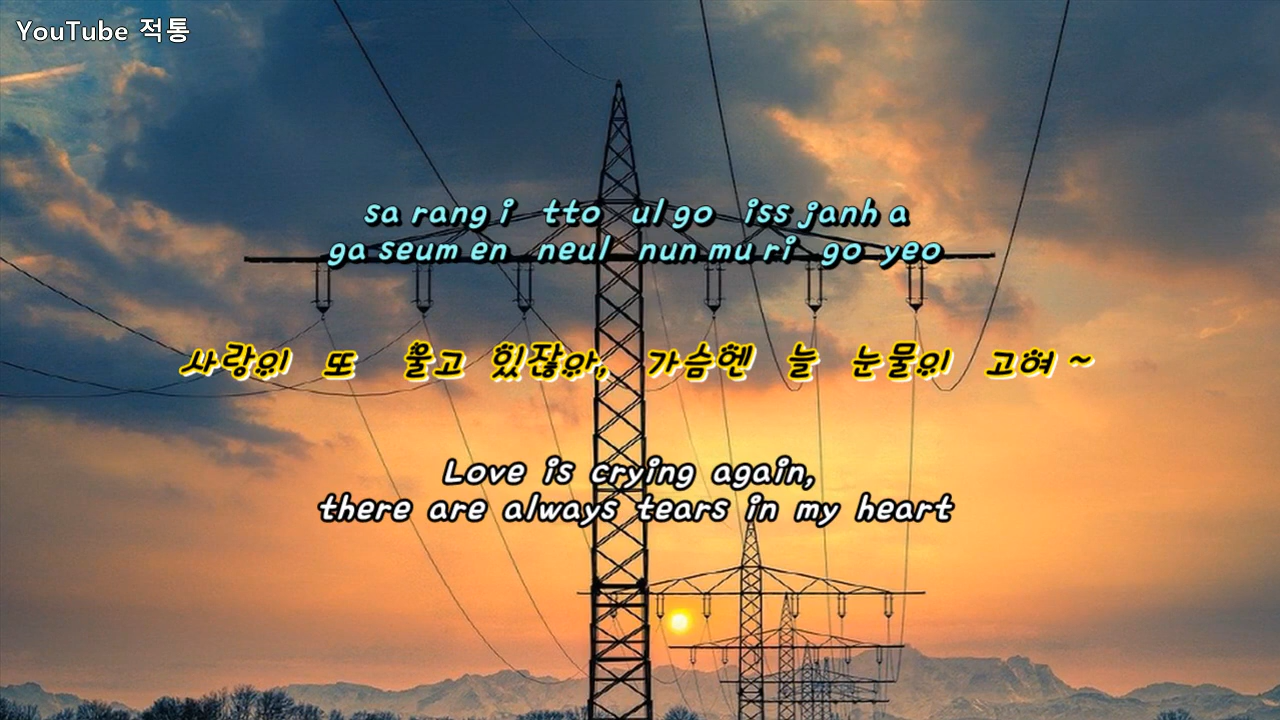 YouTube 적통
sa rang i tto ul go iss janh a
ga seum en neul nun mu ri go yeo
사랑이 또 울고 있잖아, 가슴엔 늘 눈물이 고여 ~
Love is crying again,
there are always tears in my heart